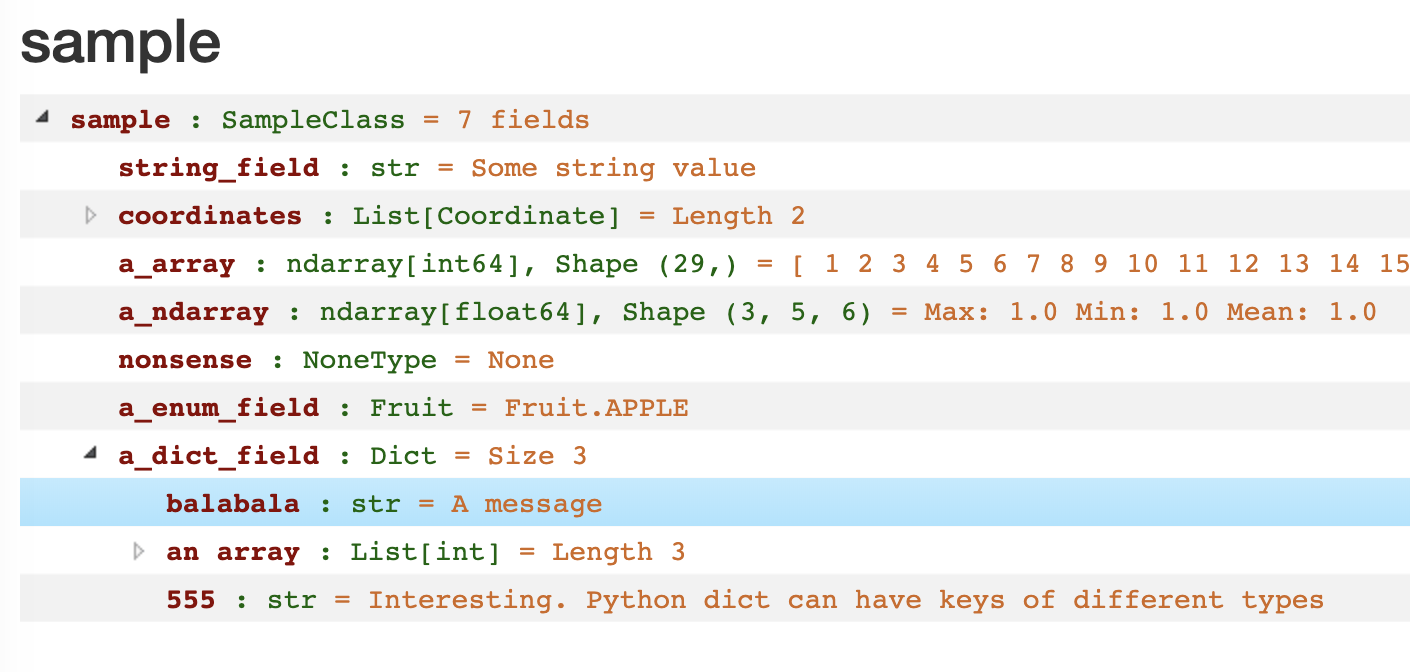 sample
sample : SampleClass = 7 fields
string_field : str = Some string value
coordinates : List[Coordinate] = Length 2
a_array : ndarray[int64], Shape (29,) = [ 1 2 3 4 5 6 7 8 9 10 11 12 13 14 15
a_ndarray : ndarray[float64], Shape (3, 5, 6) = Max: 1.0 Min: 1.0 Mean: 1.0
nonsense : NoneType = None
a_enum_field : Fruit = Fruit.APPLE
a_dict_field : Dict = Size 3
balabala : str = A message
an array : List[int] = Length 3
555 : str = Interesting. Python dict can have keys of different types